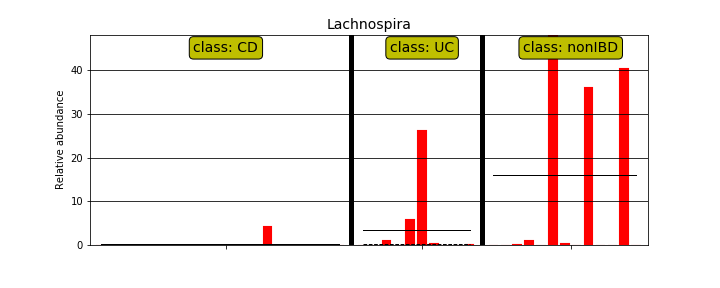 Lachnospira
class: CD
class: UC
class: nonIBD
Relative abundance
40
30
20
10
0